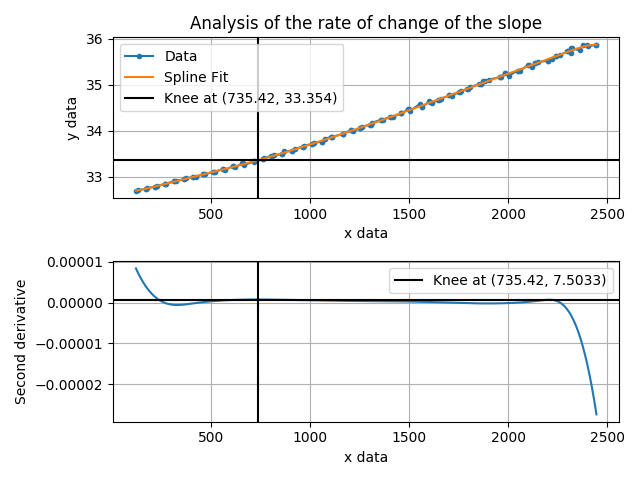 Analysis of the rate of change of the slope
36
35
34
33
y data
Data
Spline Fit
Knee at (735.42, 33.354)
500 1000 1500 2000 2500
x data
0.00001
0.00000
−0.00001
−0.00002
Second derivative
Knee at (735.42, 7.5033)
500 1000 1500 2000 2500
x data